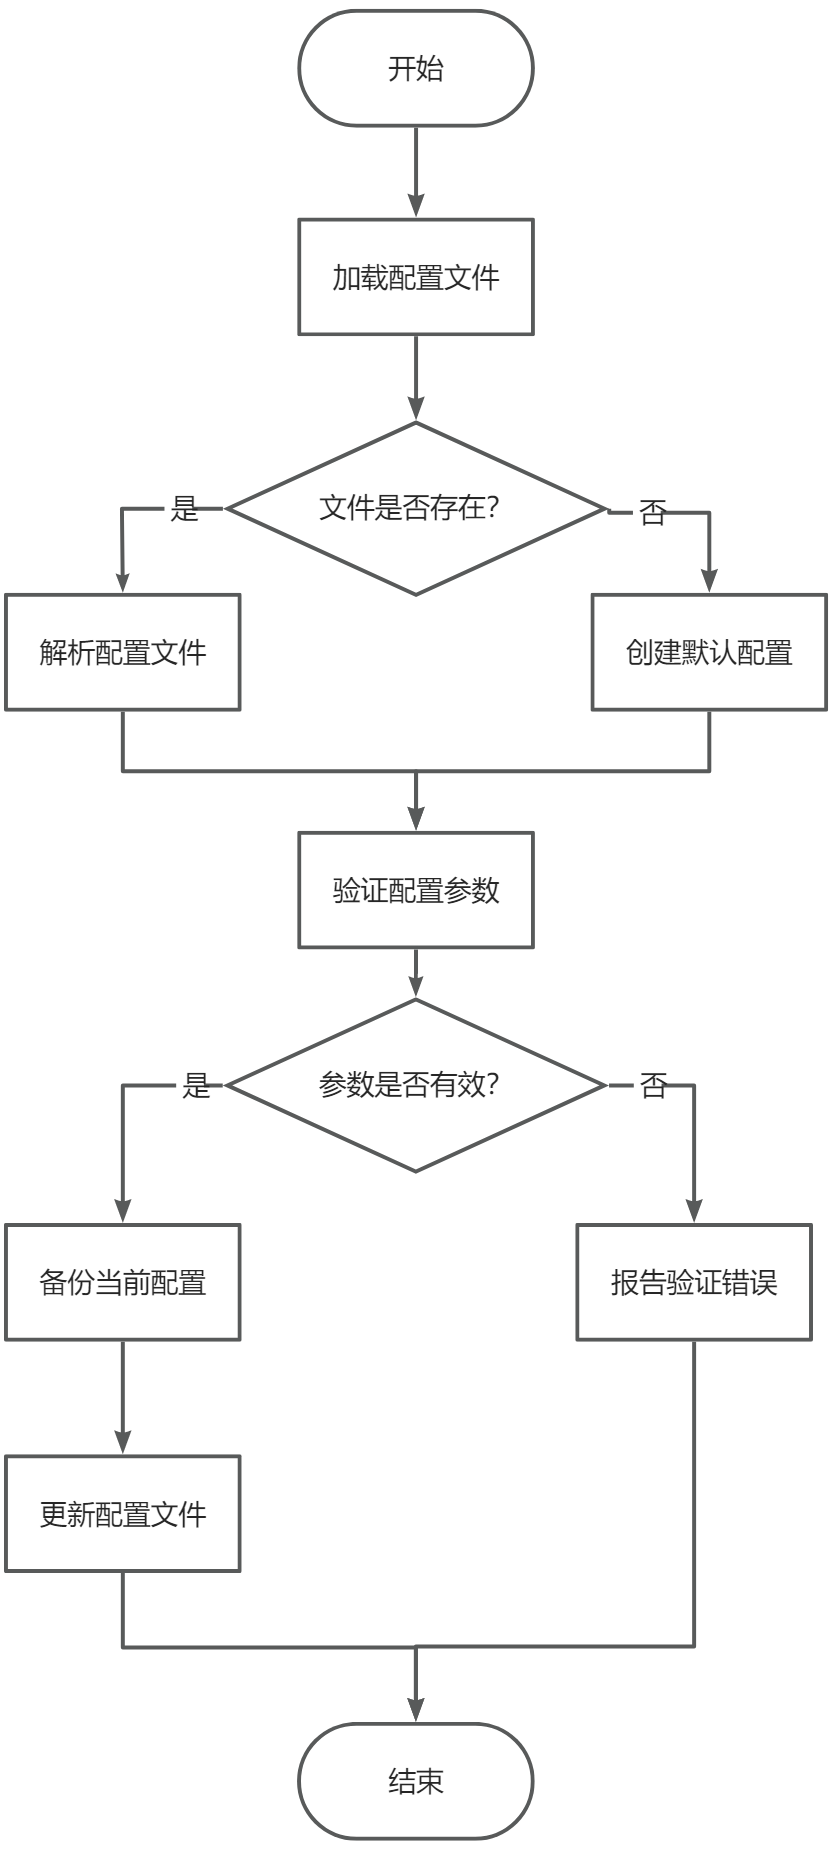 开始
加载配置文件
文件是否存在？
是
否
解析配置文件
创建默认配置
验证配置参数
参数是否有效？
是
否
备份当前配置
报告验证错误
更新配置文件
结束